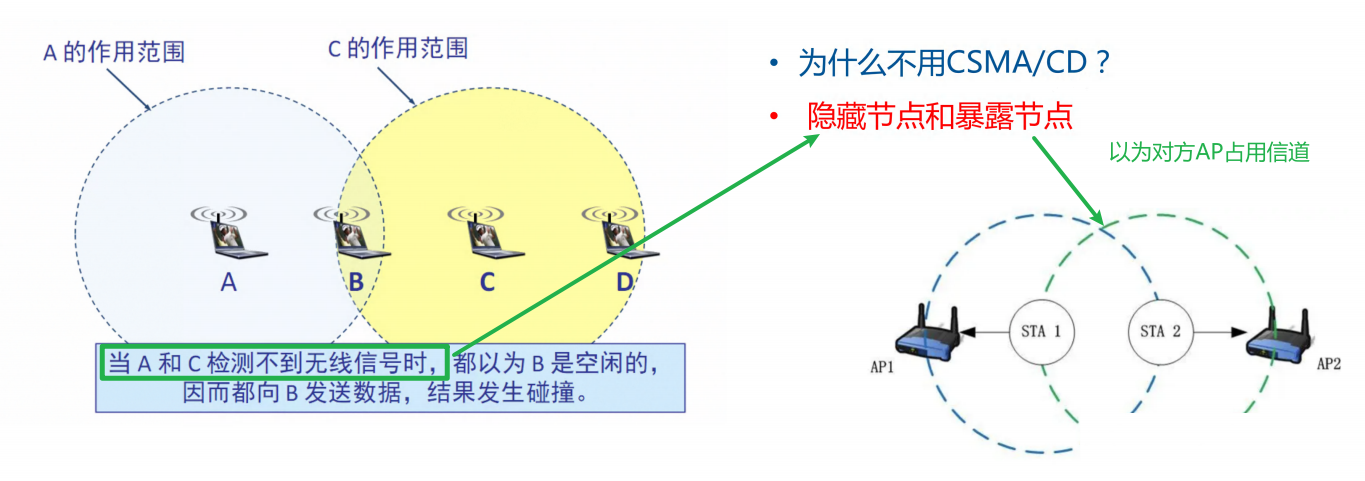 A 的作用范围
C 的作用范围
A
B
C
D
当 A 和 C 检测不到无线信号时，都以为 B 是空闲的，
因而都向 B 发送数据，结果发生碰撞。
• 为什么不用CSMA/CD？
• 隐藏节点和暴露节点
以为对方AP占用信道
STA 1
STA 2
AP1
AP2